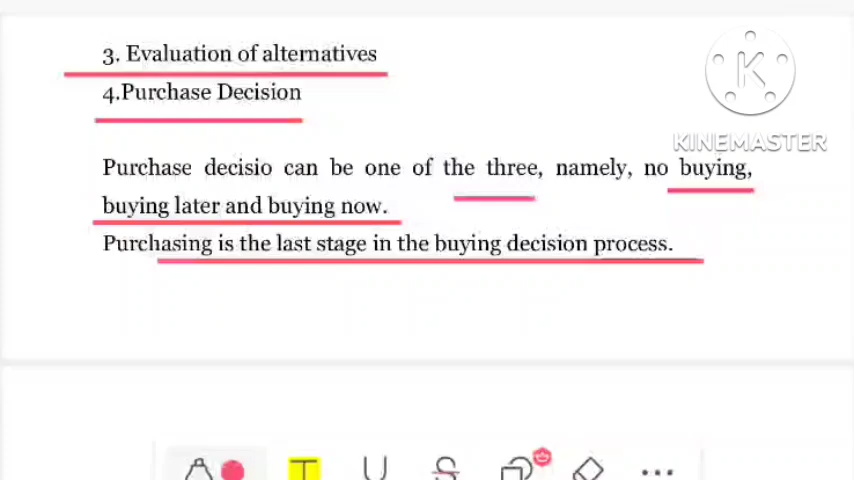 3. Evaluation of alternatives
4.Purchase Decision
KINEMASTER
Purchase decisio can be one of the three, namely, no buying,
buying later and buying now.
Purchasing is the last stage in the buying decision process.